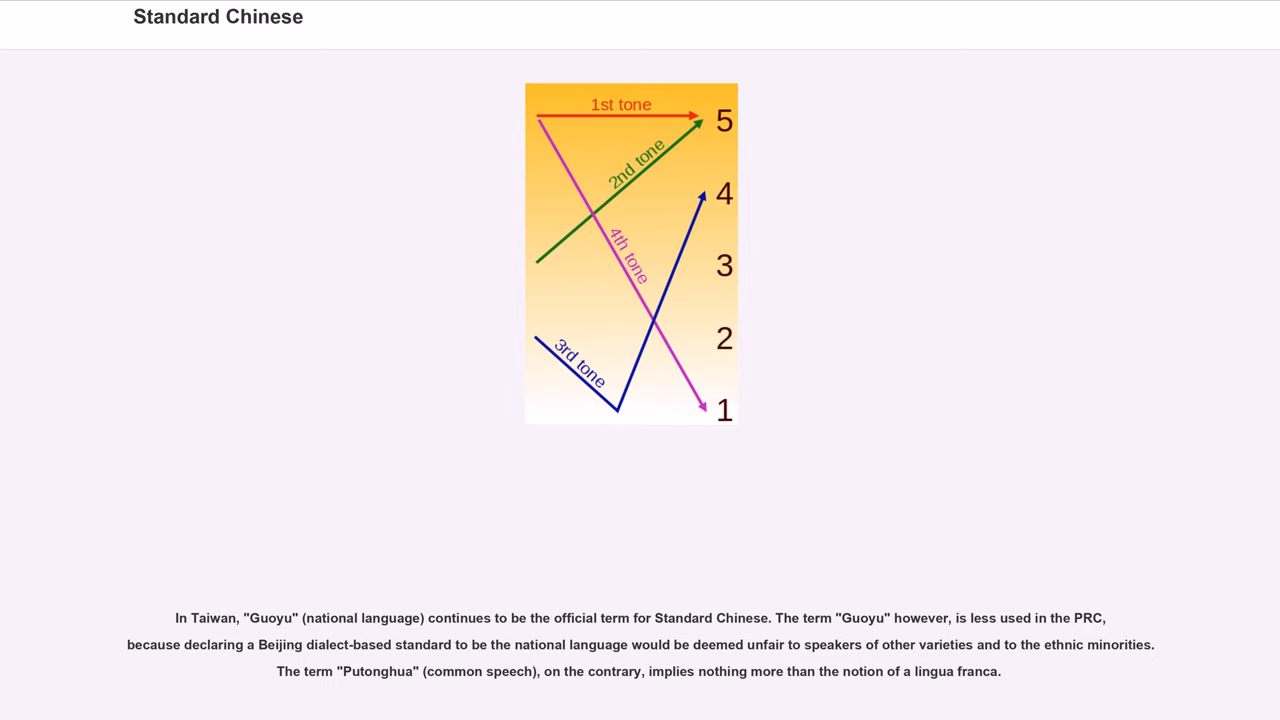 Standard Chinese
1st tone
5
2nd tone
4
4th tone
3
3rd tone
2
1
In Taiwan, "Guoyu" (national language) continues to be the official term for Standard Chinese. The term "Guoyu" however, is less used in the PRC,
because declaring a Beijing dialect-based standard to be the national language would be deemed unfair to speakers of other varieties and to the ethnic minorities.
The term "Putonghua" (common speech), on the contrary, implies nothing more than the notion of a lingua franca.